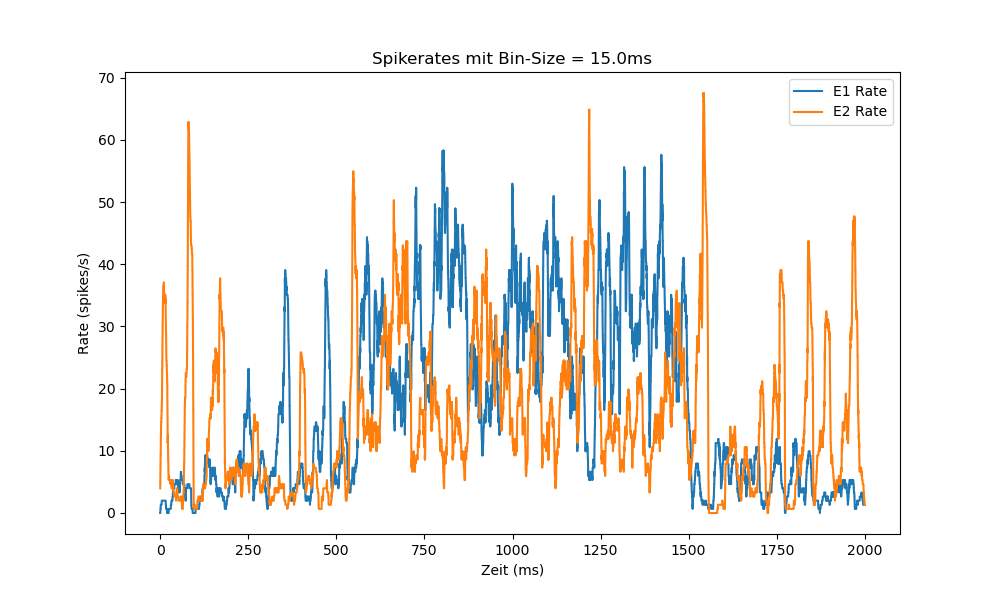 Spikerates mit Bin-Size = 15.0ms
E1 Rate
E2 Rate
Rate (spikes/s)
70
60
50
40
30
20
10
0
0 250 500 750 1000 1250 1500 1750 2000
Zeit (ms)